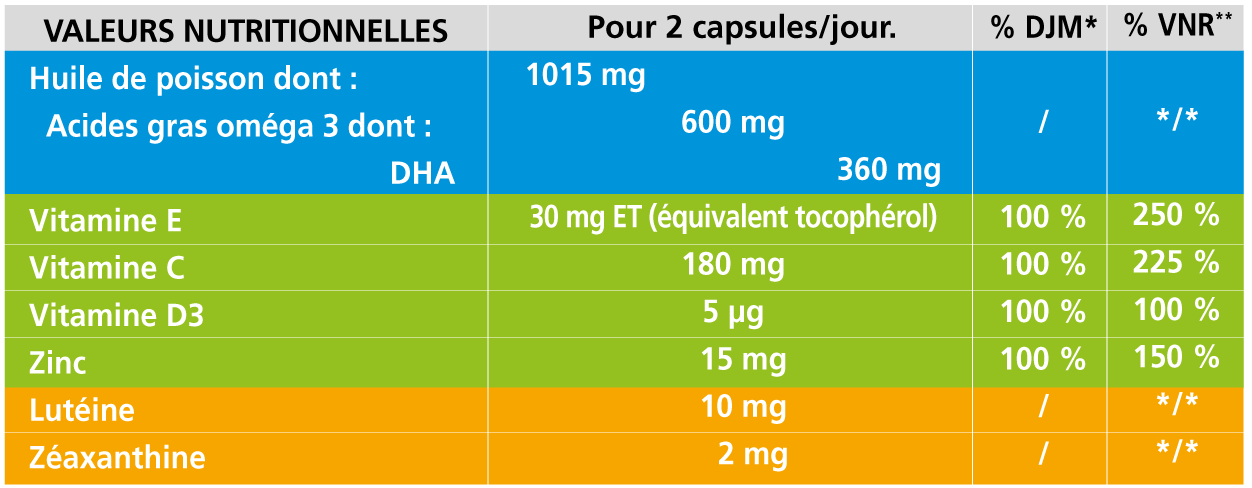 VALEURS NUTRITIONNELLES Pour 2 capsules/jour. % DJM* % VNR**
Huile de poisson dont : 1015 mg
Acides gras oméga 3 dont : 600 mg / */*
DHA 360 mg
Vitamine E 30 mg ET (équivalent tocophérol) 100 % 250 %
Vitamine C 180 mg 100 % 225 %
Vitamine D3 5 µg 100 % 100 %
Zinc 15 mg 100 % 150 %
Lutéine 10 mg / */*
Zéaxanthine 2 mg / */*